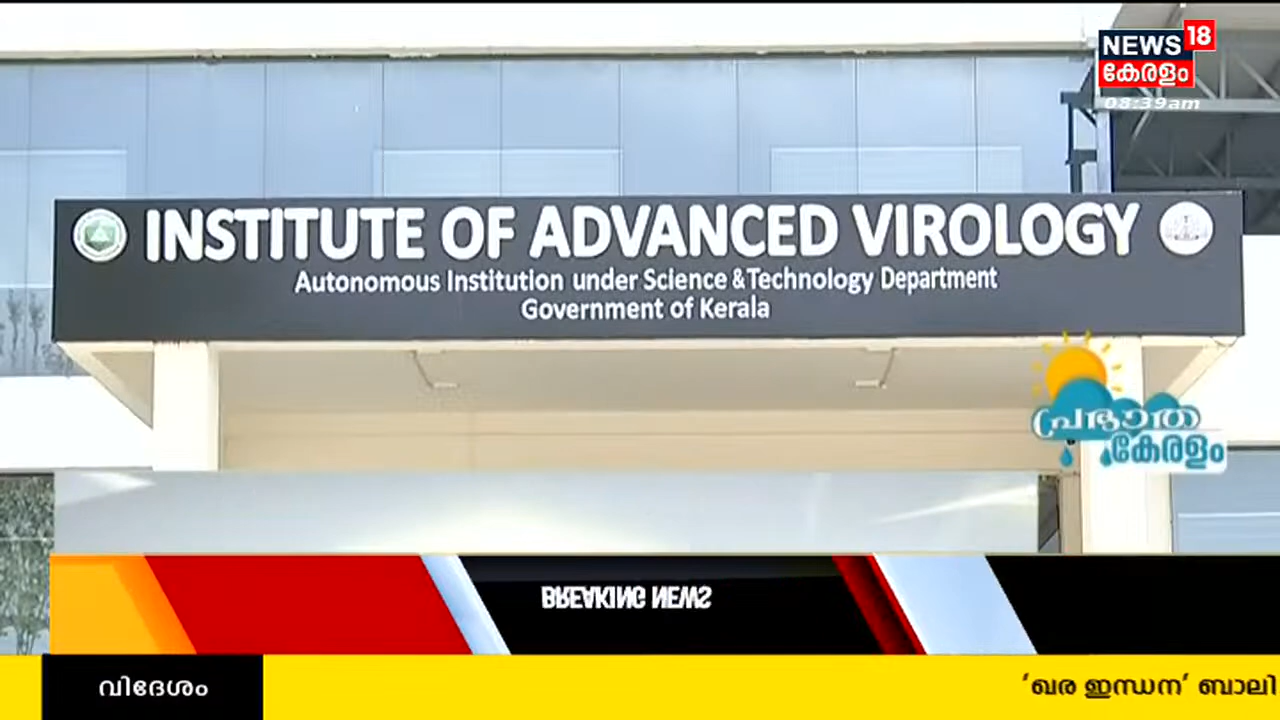 NEWS 18
കേരളം
08:39am
INSTITUTE OF ADVANCED VIROLOGY
Autonomous Institution under Science & Technology Department
Government of Kerala
പ്രഭാത
കേരളം
BREAKING NEWS
വിദേശം
‘ഖര ഇന്ധന’ ബാലി